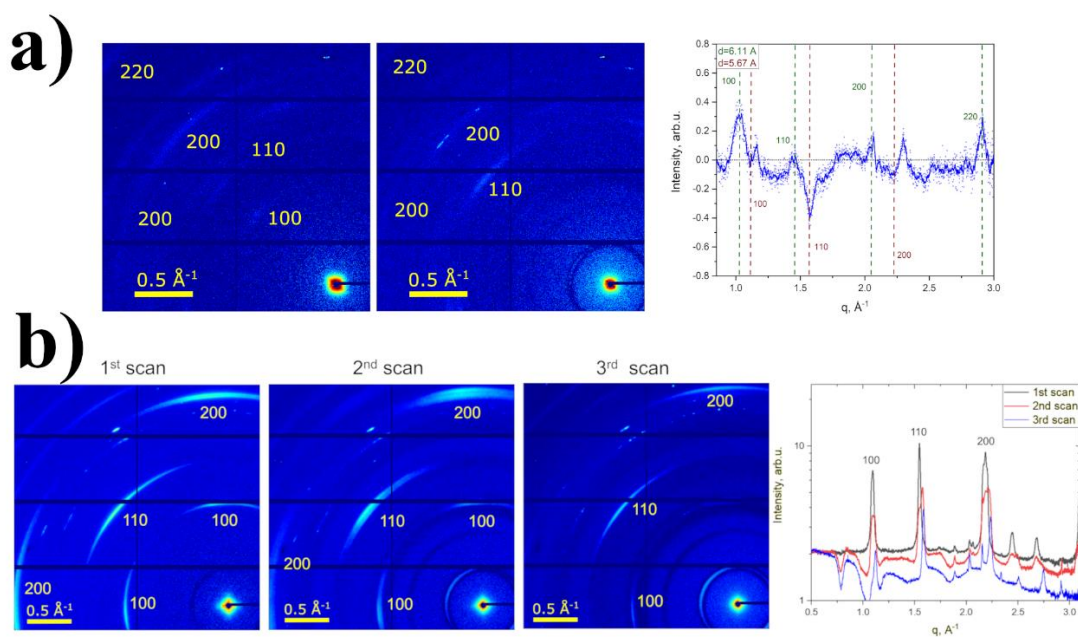 a)
220
200
110
200
100
0.5 Å⁻¹
220
200
110
200
0.5 Å⁻¹
Intensity, arb.u.
0.8
0.6
0.4
0.2
0.0
-0.2
-0.4
-0.6
-0.8
d=6.11 A
d=5.67 A
100
100
110
110
200
200
220
1.0
1.5
2.0
2.5
3.0
q, Å⁻¹
b)
1st scan
200
110
100
200
100
0.5 Å⁻¹
2nd scan
200
110
100
200
100
0.5 Å⁻¹
3rd scan
200
110
100
0.5 Å⁻¹
Intensity, arb.u.
10
1
1st scan
2nd scan
3rd scan
100
110
200
0.5
1.0
1.5
2.0
2.5
3.0
q, A⁻¹